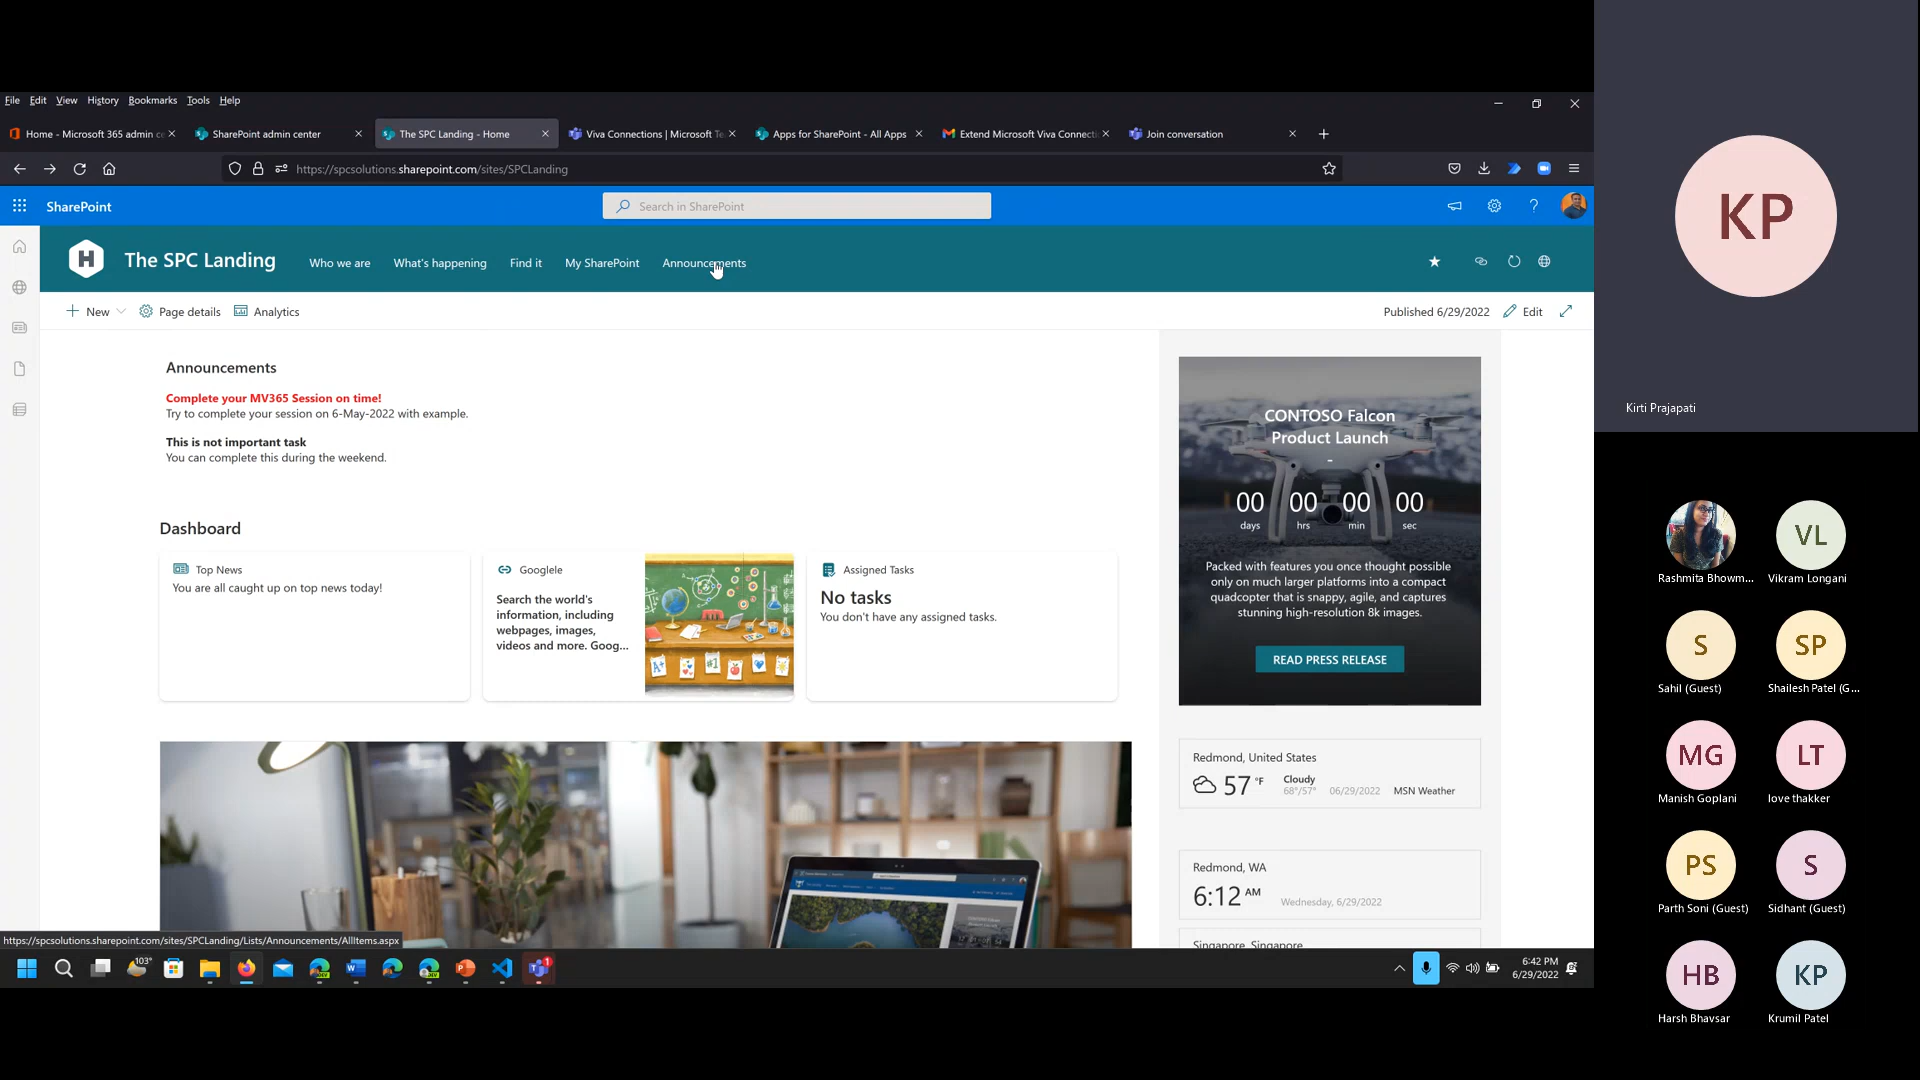 File Edit View History Bookmarks Tools Help
Home - Microsoft 365 admin ce
SharePoint admin center
The SPC Landing - Home
Viva Connections | Microsoft Te
Apps for SharePoint - All Apps
Extend Microsoft Viva Connecti
Join conversation
https://spcsolutions.sharepoint.com/sites/SPCLanding
SharePoint
Search in SharePoint
H
The SPC Landing
Who we are
What's happening
Find it
My SharePoint
Announcements
New
Page details
Analytics
Published 6/29/2022
Edit
Announcements
Complete your MV365 Session on time!
Try to complete your session on 6-May-2022 with example.
This is not important task
You can complete this during the weekend.
Dashboard
Top News
You are all caught up on top news today!
Googlele
Search the world's
information, including
webpages, images,
videos and more. Goog...
A+
#1
Assigned Tasks
No tasks
You don't have any assigned tasks.
CONTOSO Falcon
Product Launch
-
00 00 00 00
days hrs min sec
Packed with features you once thought possible
only on much larger platforms into a compact
quadcopter that is snappy, agile, and captures
stunning high-resolution 8k images.
READ PRESS RELEASE
Redmond, United States
57 °F
Cloudy
68°/57°
06/29/2022
MSN Weather
Redmond, WA
6:12 AM
Wednesday, 6/29/2022
Singapore, Singapore
https://spcsolutions.sharepoint.com/sites/SPCLanding/Lists/Announcements/AllItems.aspx
103°
1
6:42 PM
6/29/2022
KP
Kirti Prajapati
Rashmita Bhowm...
VL
Vikram Longani
S
Sahil (Guest)
SP
Shailesh Patel (G...
MG
Manish Goplani
LT
love thakker
PS
Parth Soni (Guest)
S
Sidhant (Guest)
HB
Harsh Bhavsar
KP
Krumil Patel